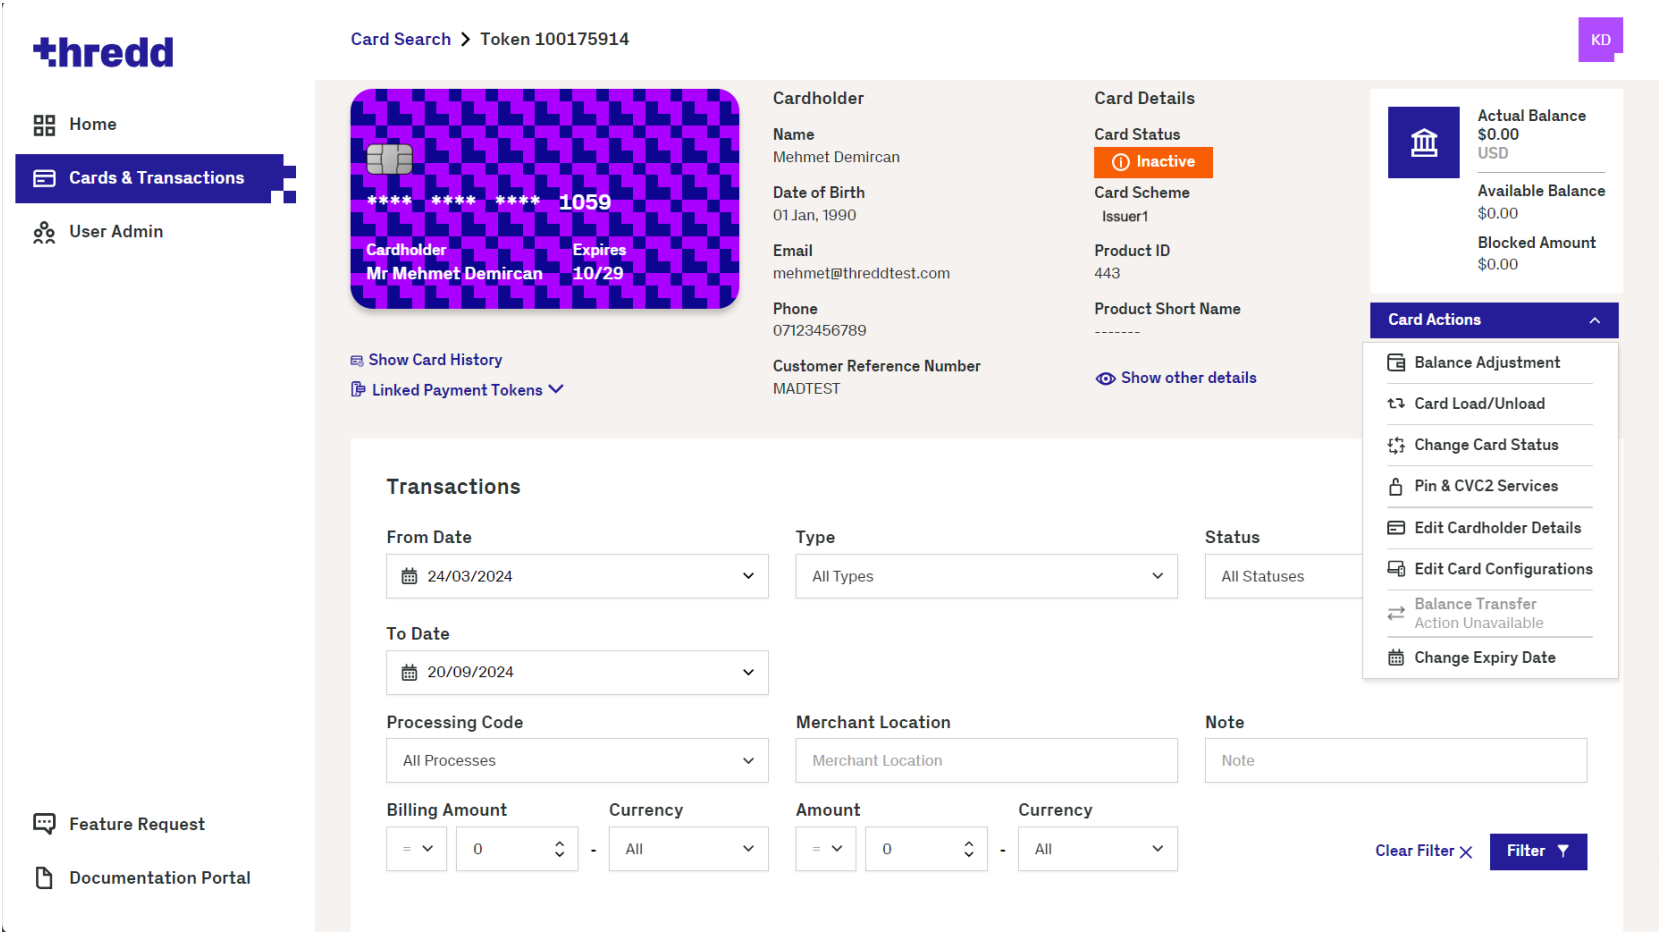 thredd
Card Search > Token 100175914
KD
Home
Cards & Transactions
User Admin
Feature Request
Documentation Portal
**** **** **** 1059
Cardholder Expires
Mr Mehmet Demircan 10/29
Show Card History
Linked Payment Tokens
Cardholder
Name
Mehmet Demircan
Date of Birth
01 Jan, 1990
Email
mehmet@threddtest.com
Phone
07123456789
Customer Reference Number
MADTEST
Card Details
Card Status
Inactive
Card Scheme
Issuer1
Product ID
443
Product Short Name
-------
Show other details
Actual Balance
$0.00
USD
Available Balance
$0.00
Blocked Amount
$0.00
Card Actions
Balance Adjustment
Card Load/Unload
Change Card Status
Pin & CVC2 Services
Edit Cardholder Details
Edit Card Configurations
Balance Transfer
Action Unavailable
Change Expiry Date
Transactions
From Date Type Status
24/03/2024 All Types All Statuses
To Date
20/09/2024
Processing Code Merchant Location Note
All Processes Merchant Location Note
Billing Amount Currency Amount Currency
= 0 - All = 0 - All
Clear Filter Filter